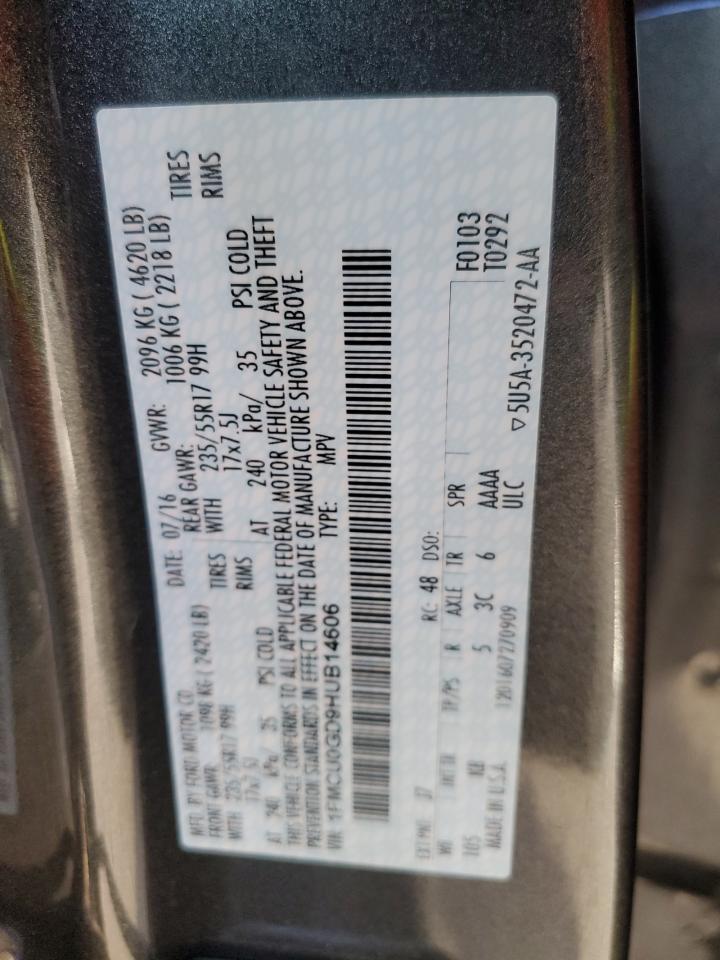 MFD. BY FORD MOTOR CO. DATE: 07/16 GVWR: 2096 KG ( 4620 LB)
FRONT GAWR: 1098 KG ( 2420 LB) REAR GAWR: 1006 KG ( 2218 LB)
WITH 235/55R17 99H TIRES WITH 235/55R17 99H TIRES
17x7.5J RIMS 17x7.5J RIMS
AT 240 kPa/ 35 PSI COLD AT 240 kPa/ 35 PSI COLD
THIS VEHICLE CONFORMS TO ALL APPLICABLE FEDERAL MOTOR VEHICLE SAFETY AND THEFT
PREVENTION STANDARDS IN EFFECT ON THE DATE OF MANUFACTURE SHOWN ABOVE.
VIN: 1FMCU0GD9HUB14606 TYPE: MPV
F0103
T0292
EXT PNT: RC: 48 DSO:
WB TP/PS R AXLE TR SPR
105 5 3C 6 AAAA
MADE IN U.S.A. 120160727 0909 ULC
▽5U5A-3520472-AA